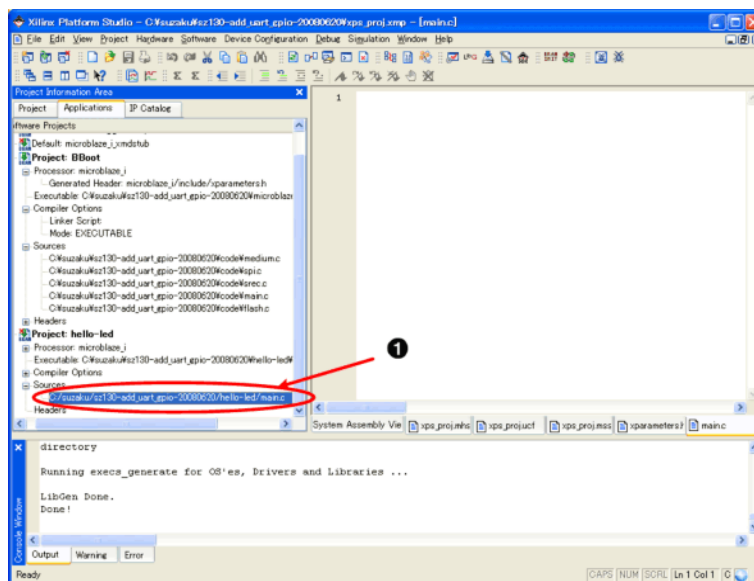 Xilinx Platform Studio - C:¥suzaku¥sz130-add_uart_gpio-20080620¥xps_proj.xmp - [main.c]
File Edit View Project Hardware Software Device Configuration Debug Simulation Window Help
Project Information Area
Project Applications IP Catalog
ftware Projects
Default: microblaze_i_xmdstub
Project: BBoot
Processor: microblaze_i
Generated Header: microblaze_i/include/xparameters.h
Executable: C:¥suzaku¥sz130-add_uart_gpio-20080620¥microblaz
Compiler Options
Linker Script:
Mode: EXECUTABLE
Sources
C:¥suzaku¥sz130-add_uart_gpio-20080620¥code¥medium.c
C:¥suzaku¥sz130-add_uart_gpio-20080620¥code¥spi.c
C:¥suzaku¥sz130-add_uart_gpio-20080620¥code¥srec.c
C:¥suzaku¥sz130-add_uart_gpio-20080620¥code¥main.c
C:¥suzaku¥sz130-add_uart_gpio-20080620¥code¥flash.c
Headers
Project: hello-led
Processor: microblaze_i
Executable: C:¥suzaku¥sz130-add_uart_gpio-20080620¥hello-led¥
Compiler Options
Sources
C:/suzaku/sz130-add_uart_gpio-20080620/hello-led/main.c
Headers
1
❶
System Assembly Vie xps_proj.mhs xps_proj.ucf xps_proj.mss xparameters.h main.c
directory
Running execs_generate for OS'es, Drivers and Libraries ...
LibGen Done.
Done!
Console Window
Output Warning Error
Ready
CAPS NUM SCRL Ln 1 Col 1 C